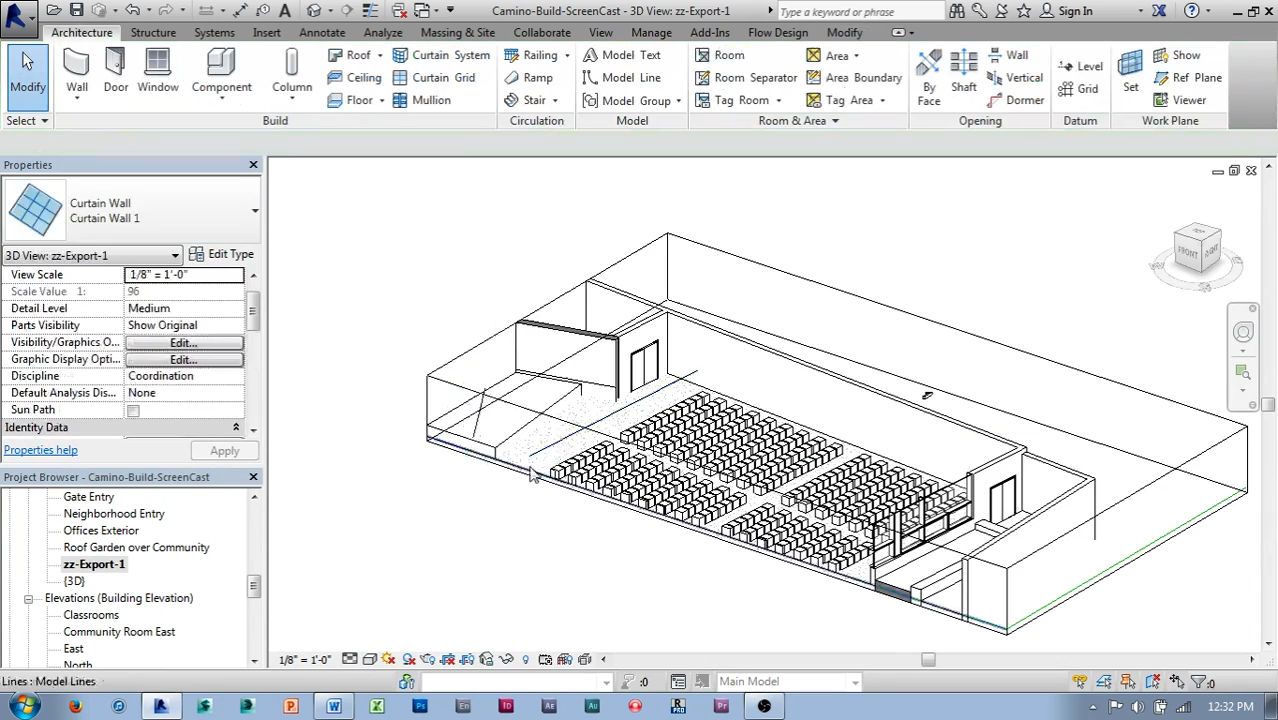 Camino-Build-ScreenCast - 3D View: zz-Export-1
Type a keyword or phrase
Sign In
Architecture Structure Systems Insert Annotate Analyze Massing & Site Collaborate View Manage Add-Ins Flow Design Modify
Modify
Wall
Door
Window
Component
Column
Roof
Ceiling
Floor
Curtain System
Curtain Grid
Mullion
Railing
Ramp
Stair
Model Text
Model Line
Model Group
Room
Room Separator
Tag Room
Area
Area Boundary
Tag Area
By Face
Shaft
Wall
Vertical
Dormer
Level
Grid
Set
Show
Ref Plane
Viewer
Select
Build
Circulation
Model
Room & Area
Opening
Datum
Work Plane
Properties
Curtain Wall
Curtain Wall 1
3D View: zz-Export-1
Edit Type
View Scale 1/8" = 1'-0"
Scale Value 1: 96
Detail Level Medium
Parts Visibility Show Original
Visibility/Graphics O... Edit...
Graphic Display Opti... Edit...
Discipline Coordination
Default Analysis Dis... None
Sun Path
Identity Data
Properties help
Apply
Project Browser - Camino-Build-ScreenCast
Gate Entry
Neighborhood Entry
Offices Exterior
Roof Garden over Community
zz-Export-1
{3D}
Elevations (Building Elevation)
Classrooms
Community Room East
East
North
FRONT
1/8" = 1'-0"
Lines : Model Lines
:0
Main Model
:0
12:32 PM